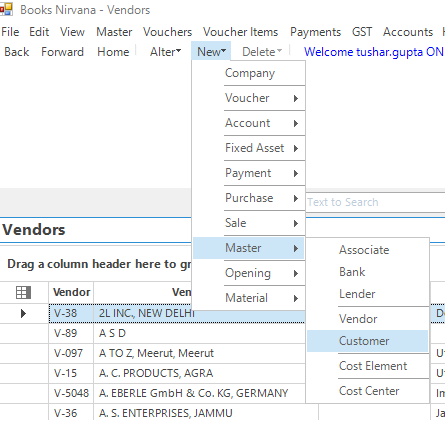 Books Nirvana - Vendors
File Edit View Master Vouchers Voucher Items Payments GST Accounts
Back Forward Home Alter New Delete Welcome tushar.gupta ON
Company
Voucher
Account
Fixed Asset
Payment
Purchase
Sale
Master
Opening
Material
Text to Search
Vendors
Associate
Bank
Lender
Vendor
Customer
Cost Element
Cost Center
Drag a column header here to gr
Vendor
V-38 2L INC, NEW DELHI
V-89 A S D
V-097 A TO Z, Meerut, Meerut
V-15 A. C. PRODUCTS, AGRA
V-5048 A. EBERLE GmbH & Co. KG, GERMANY
V-36 A. S. ENTERPRISES, JAMMU